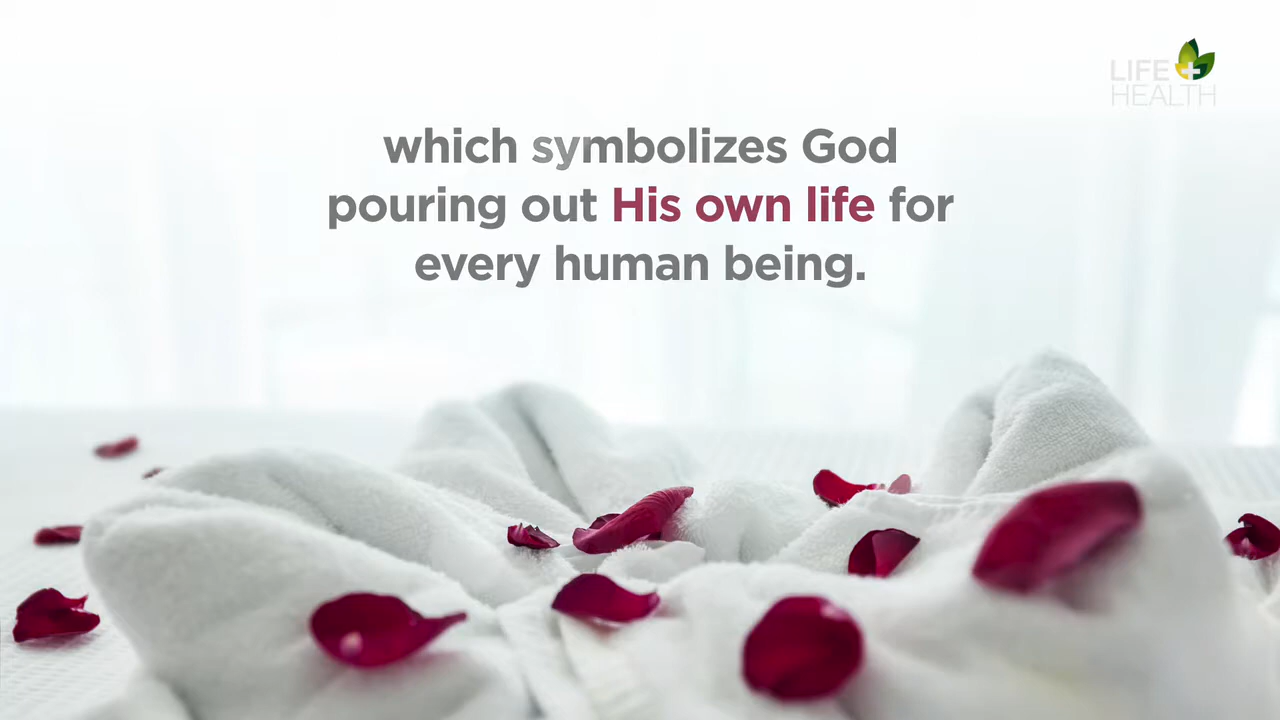 LIFE
HEALTH
which symbolizes God
pouring out His own life for
every human being.